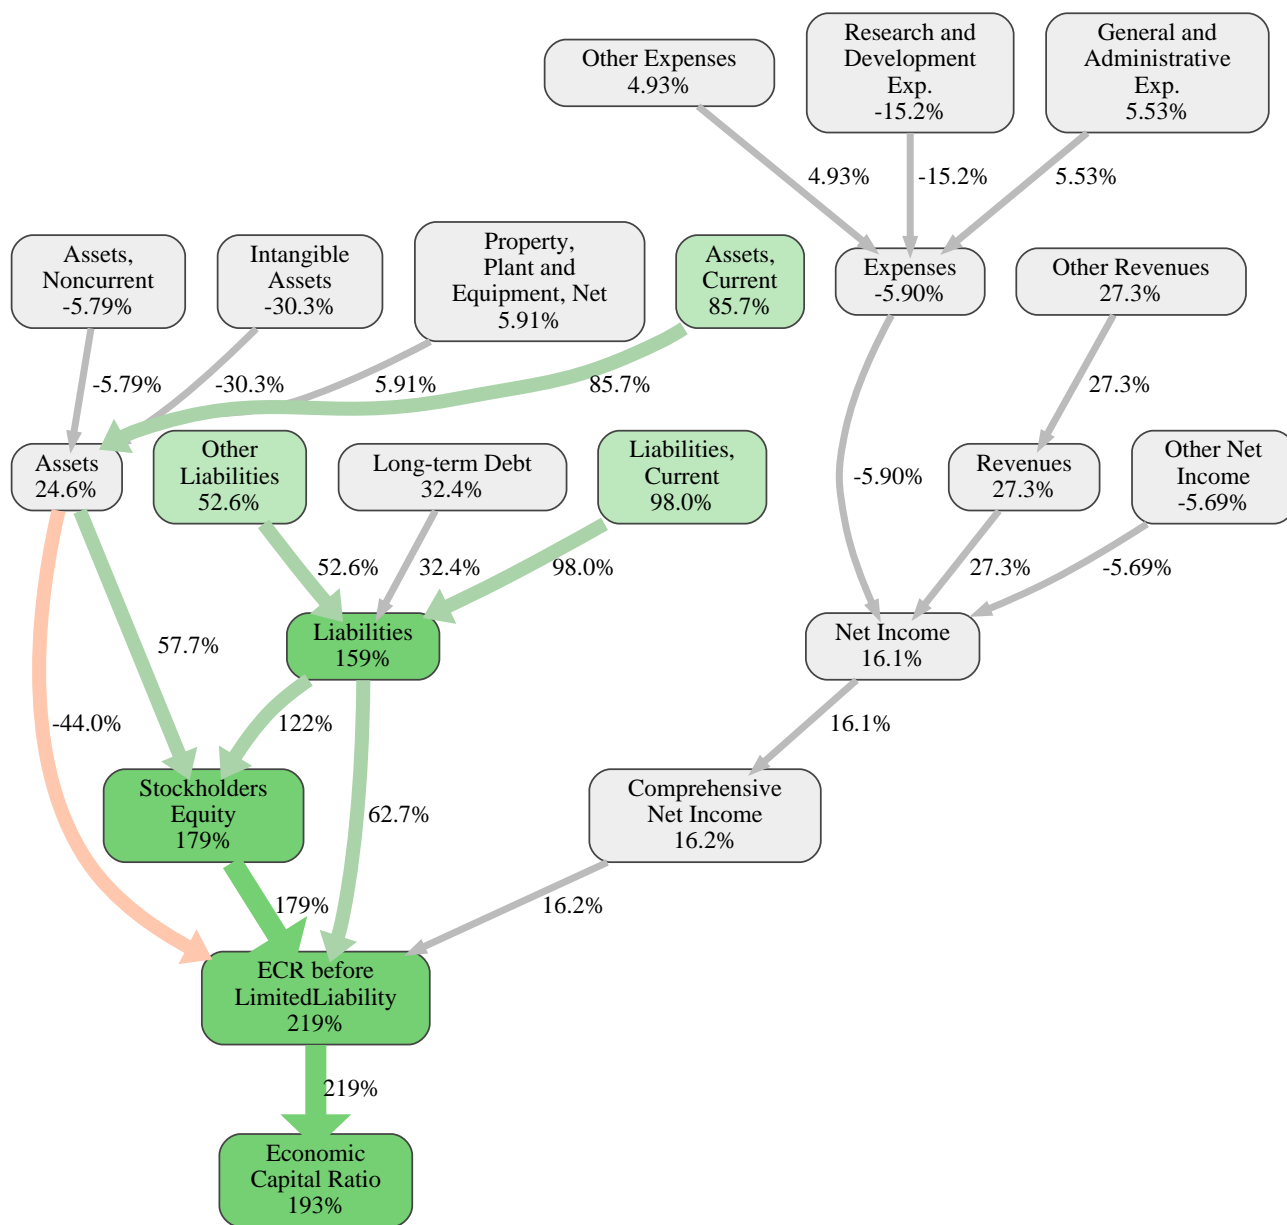 Other Expenses
4.93%
Research and
Development
Exp.
-15.2%
General and
Administrative
Exp.
5.53%
4.93%
-15.2%
5.53%
Assets,
Noncurrent
-5.79%
Intangible
Assets
-30.3%
Property,
Plant and
Equipment, Net
5.91%
Assets,
Current
85.7%
Expenses
-5.90%
Other Revenues
27.3%
-5.79%
-30.3%
5.91%
85.7%
27.3%
Assets
24.6%
Other
Liabilities
52.6%
Long-term Debt
32.4%
Liabilities,
Current
98.0%
-5.90%
Revenues
27.3%
Other Net
Income
-5.69%
52.6%
32.4%
98.0%
27.3%
-5.69%
57.7%
Liabilities
159%
Net Income
16.1%
-44.0%
122%
16.1%
Stockholders
Equity
179%
62.7%
Comprehensive
Net Income
16.2%
179%
16.2%
ECR before
LimitedLiability
219%
219%
Economic
Capital Ratio
193%